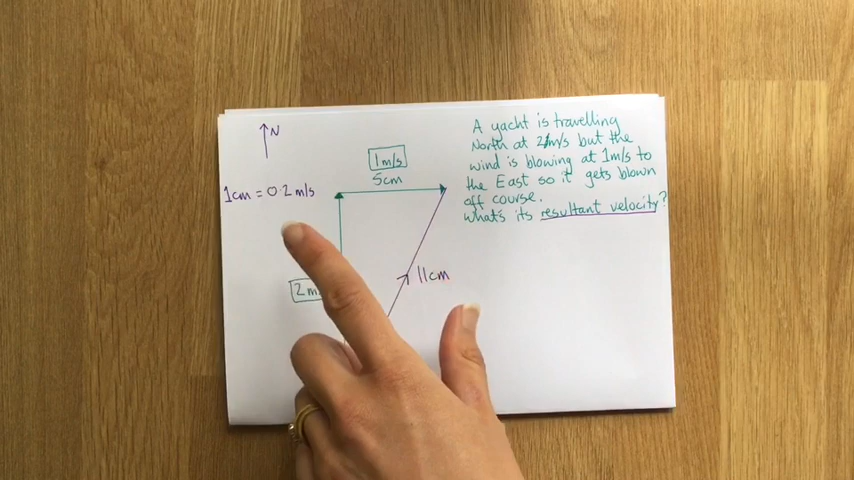 N
1cm = 0.2 m/s
1m/s
5cm
2m
11cm
A yacht is travelling
North at 2m/s but the
wind is blowing at 1m/s to
the East so it gets blown
off course.
What's its resultant velocity?